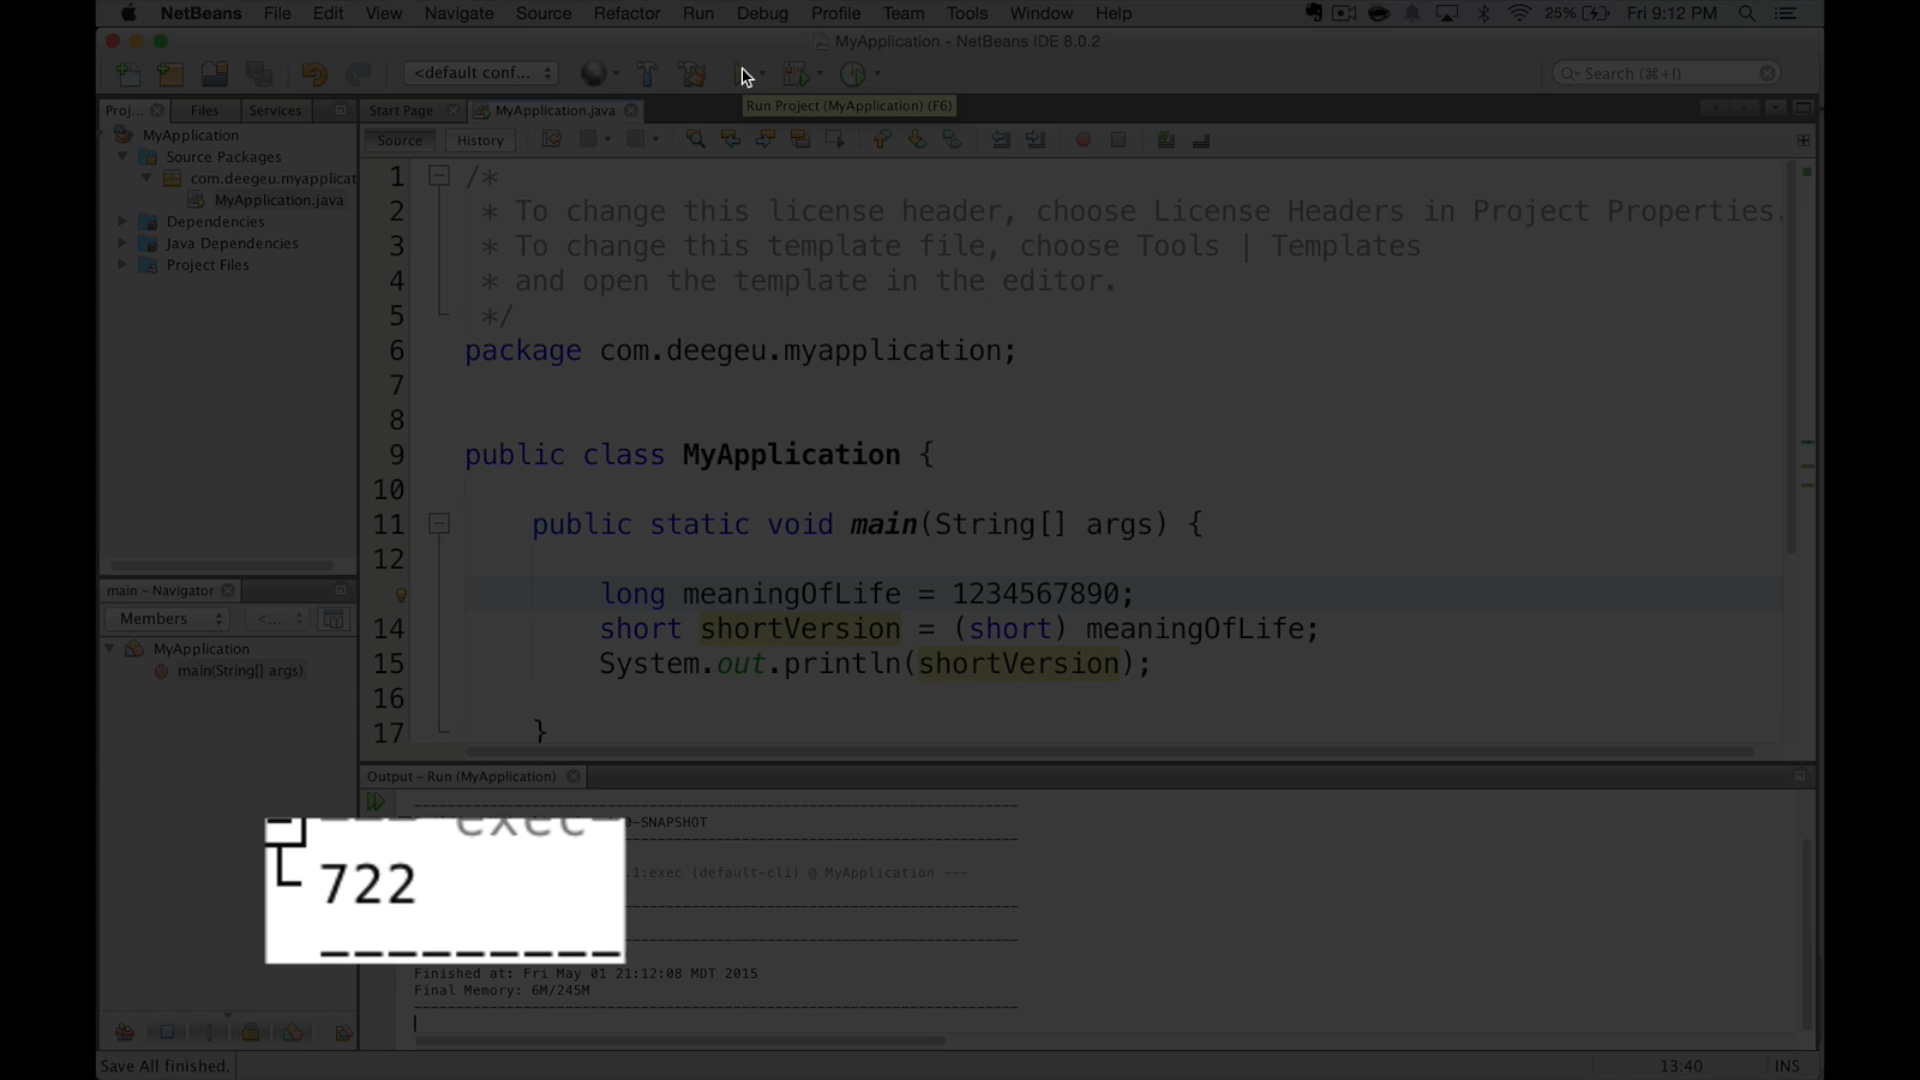 NetBeans File Edit View Navigate Source Refactor Run Debug Profile Team Tools Window Help 25% Fri 9:12 PM
MyApplication - NetBeans IDE 8.0.2
<default conf... Search (⌘+I)
Run Project (MyApplication) (F6)
Proj... Files Services Start Page MyApplication.java
Source History
MyApplication
Source Packages
com.deegeu.myapplicat
MyApplication.java
Dependencies
Java Dependencies
Project Files
1 /*
2 * To change this license header, choose License Headers in Project Properties.
3 * To change this template file, choose Tools | Templates
4 * and open the template in the editor.
5 */
6 package com.deegeu.myapplication;
7
8
9 public class MyApplication {
10
11 public static void main(String[] args) {
12
long meaningOfLife = 1234567890;
14 short shortVersion = (short) meaningOfLife;
15 System.out.println(shortVersion);
16
17 }
main - Navigator
Members <...
MyApplication
main(String[] args)
Output - Run (MyApplication)
------------------------------------------------------------------------
0-SNAPSHOT
------------------------------------------------------------------------
.1:exec (default-cli) @ MyApplication ---
--- exec-
722
---------
Finished at: Fri May 01 21:12:08 MDT 2015
Final Memory: 6M/245M
------------------------------------------------------------------------
Save All finished. 13:40 INS